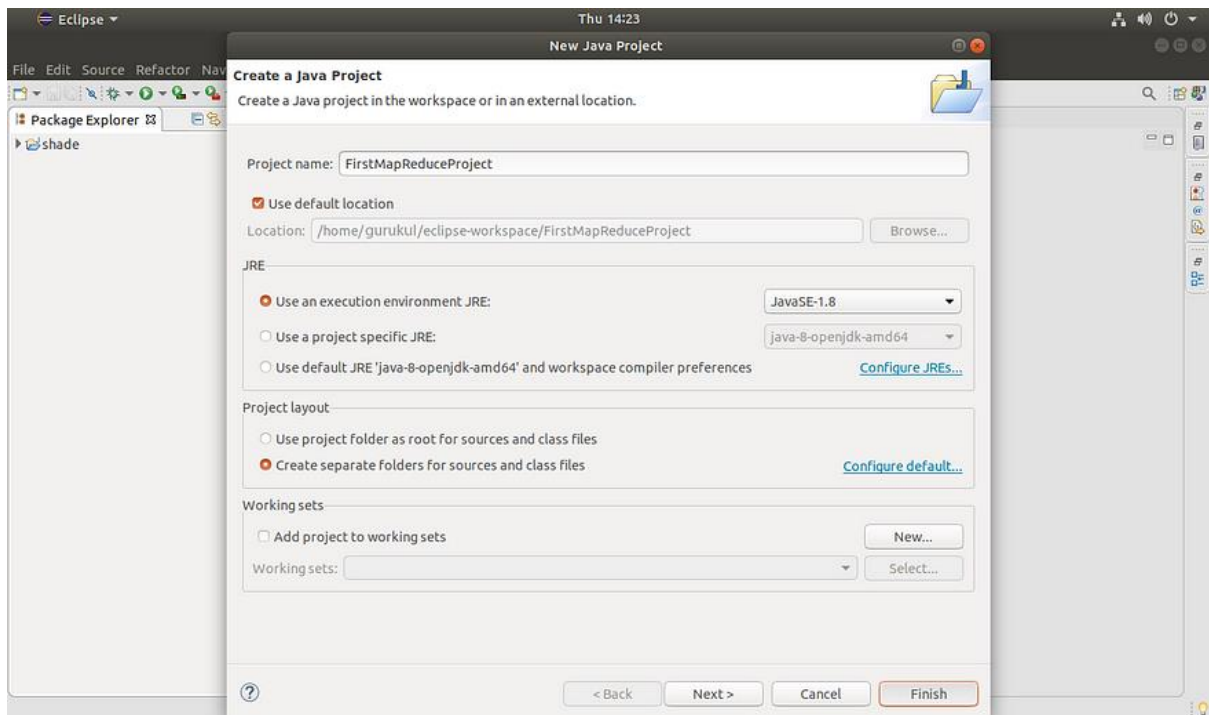 Eclipse
Thu 14:23
New Java Project
File Edit Source Refactor Nav
Package Explorer
shade
Create a Java Project
Create a Java project in the workspace or in an external location.
Project name: FirstMapReduceProject
Use default location
Location: /home/gurukul/eclipse-workspace/FirstMapReduceProject Browse...
JRE
Use an execution environment JRE: JavaSE-1.8
Use a project specific JRE: java-8-openjdk-amd64
Use default JRE 'java-8-openjdk-amd64' and workspace compiler preferences Configure JREs...
Project layout
Use project folder as root for sources and class files
Create separate folders for sources and class files Configure default...
Working sets
Add project to working sets New...
Working sets: Select...
< Back Next > Cancel Finish